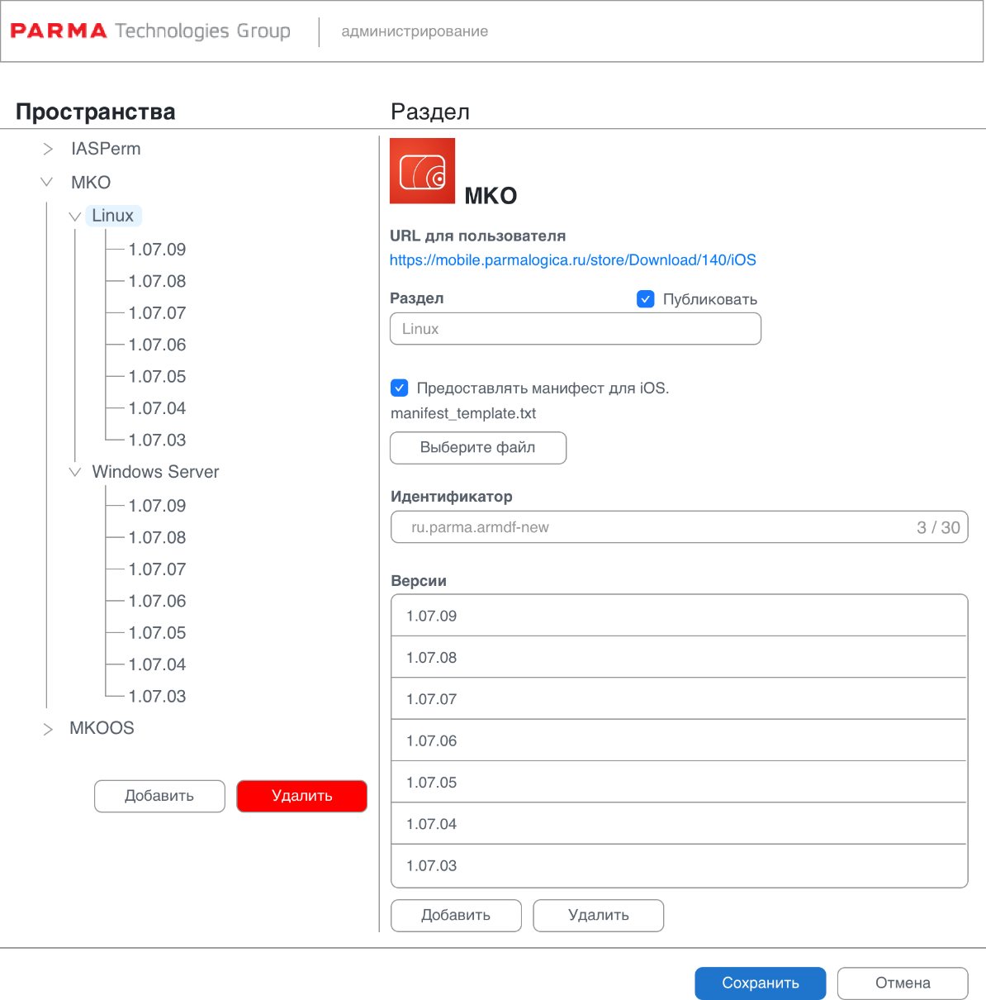 PARMA Technologies Group
администрирование
Пространства
IASPerm
МКО
Linux
1.07.09
1.07.08
1.07.07
1.07.06
1.07.05
1.07.04
1.07.03
Windows Server
1.07.09
1.07.08
1.07.07
1.07.06
1.07.05
1.07.04
1.07.03
MKOOS
Добавить
Удалить
Раздел
МКО
URL для пользователя
https://mobile.parmalogica.ru/store/Download/140/iOS
Раздел
Публиковать
Linux
Предоставлять манифест для iOS.
manifest_template.txt
Выберите файл
Идентификатор
ru.parma.armdf-new
3 / 30
Версии
1.07.09
1.07.08
1.07.07
1.07.06
1.07.05
1.07.04
1.07.03
Добавить
Удалить
Сохранить
Отмена